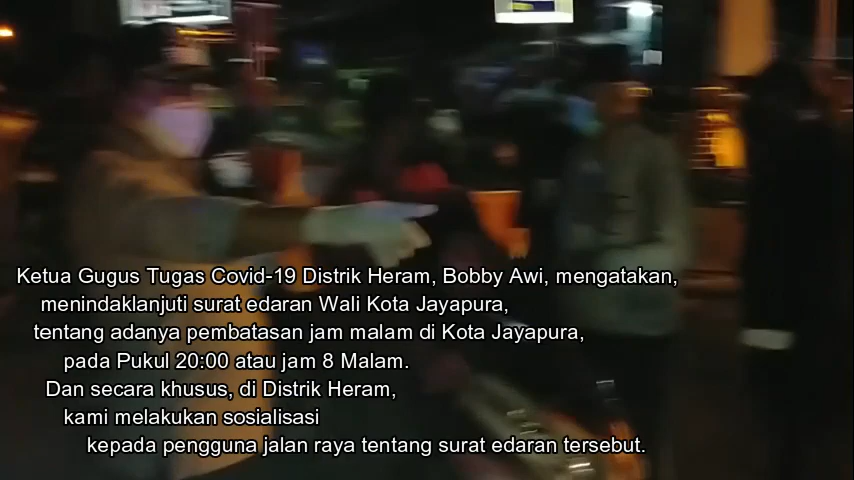 Ketua Gugus Tugas Covid-19 Distrik Heram, Bobby Awi, mengatakan,
menindaklanjuti surat edaran Wali Kota Jayapura,
tentang adanya pembatasan jam malam di Kota Jayapura,
pada Pukul 20:00 atau jam 8 Malam.
Dan secara khusus, di Distrik Heram,
kami melakukan sosialisasi
kepada pengguna jalan raya tentang surat edaran tersebut.